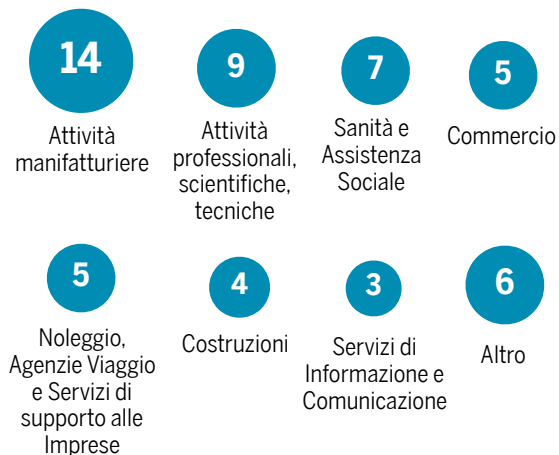 14
Attività
manifatturiere
9
Attività
professionali,
scientifiche,
tecniche
7
Sanità e
Assistenza
Sociale
5
Commercio
5
Noleggio,
Agenzie Viaggio
e Servizi di
supporto alle
Imprese
4
Costruzioni
3
Servizi di
Informazione e
Comunicazione
6
Altro